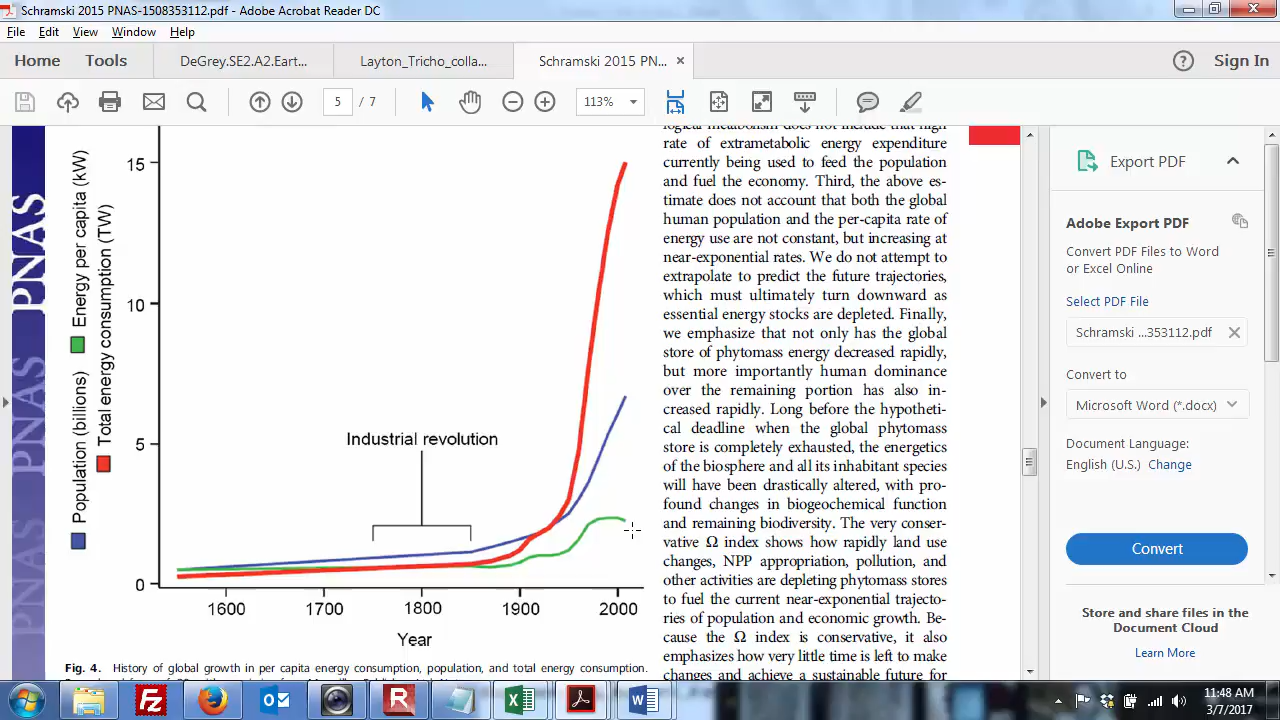 Schramski 2015 PNAS-1508353112.pdf - Adobe Acrobat Reader DC
File Edit View Window Help
Home Tools DeGrey.SE2.A2.Eart... Layton_Tricho_colla... Schramski 2015 PN... ×
? Sign In
5 / 7 113%
PNAS
PNAS
PNAS
Population (billions)
Energy per capita (kW)
Total energy consumption (TW)
15
10
5
0
Industrial revolution
1600 1700 1800 1900 2000
Year
Fig. 4. History of global growth in per capita energy consumption, population, and total energy consumption.
logical metabolism does not include that high
rate of extrametabolic energy expenditure
currently being used to feed the population
and fuel the economy. Third, the above es-
timate does not account that both the global
human population and the per-capita rate of
energy use are not constant, but increasing at
near-exponential rates. We do not attempt to
extrapolate to predict the future trajectories,
which must ultimately turn downward as
essential energy stocks are depleted. Finally,
we emphasize that not only has the global
store of phytomass energy decreased rapidly,
but more importantly human dominance
over the remaining portion has also in-
creased rapidly. Long before the hypotheti-
cal deadline when the global phytomass
store is completely exhausted, the energetics
of the biosphere and all its inhabitant species
will have been drastically altered, with pro-
found changes in biogeochemical function
and remaining biodiversity. The very conser-
vative Ω index shows how rapidly land use
changes, NPP appropriation, pollution, and
other activities are depleting phytomass stores
to fuel the current near-exponential trajecto-
ries of population and economic growth. Be-
cause the Ω index is conservative, it also
emphasizes how very little time is left to make
changes and achieve a sustainable future for
Export PDF
Adobe Export PDF
Convert PDF Files to Word
or Excel Online
Select PDF File
Schramski ...353112.pdf ×
Convert to
Microsoft Word (*.docx)
Document Language:
English (U.S.) Change
Convert
Store and share files in the
Document Cloud
Learn More
11:48 AM
3/7/2017